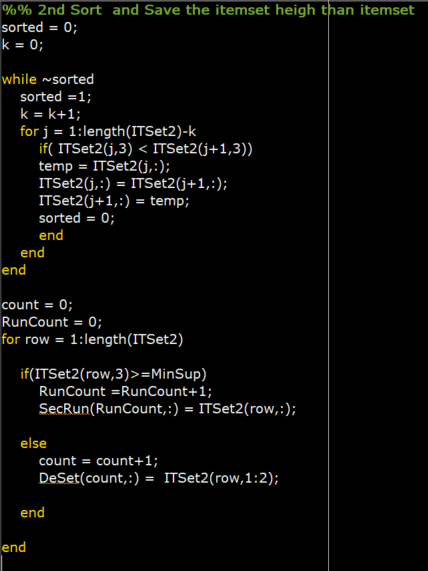 %% 2nd Sort  and Save the itemset heigh than itemset
sorted = 0;
k = 0;
while ~sorted
sorted =1;
k = k+1;
for j = 1:length(ITSet2)-k
if( ITSet2(j,3) < ITSet2(j+1,3))
temp = ITSet2(j,:);
ITSet2(j,:) = ITSet2(j+1,:);
ITSet2(j+1,:) = temp;
sorted = 0;
end
end
end
count = 0;
RunCount = 0;
for row = 1:length(ITSet2)
if(ITSet2(row,3)>=MinSup)
RunCount =RunCount+1;
SecRun(RunCount,:) = ITSet2(row,:);
else
count = count+1;
DeSet(count,:) =  ITSet2(row,1:2);
end
end